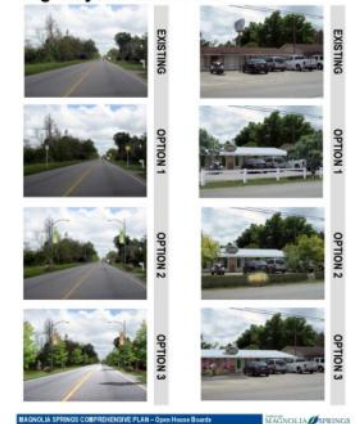 EXISTING
OPTION 1
OPTION 2
OPTION 3
EXISTING
OPTION 1
OPTION 2
OPTION 3
MAGNOLIA SPRINGS COMPREHENSIVE PLAN – Open House Boards
MAGNOLIA SPRINGS